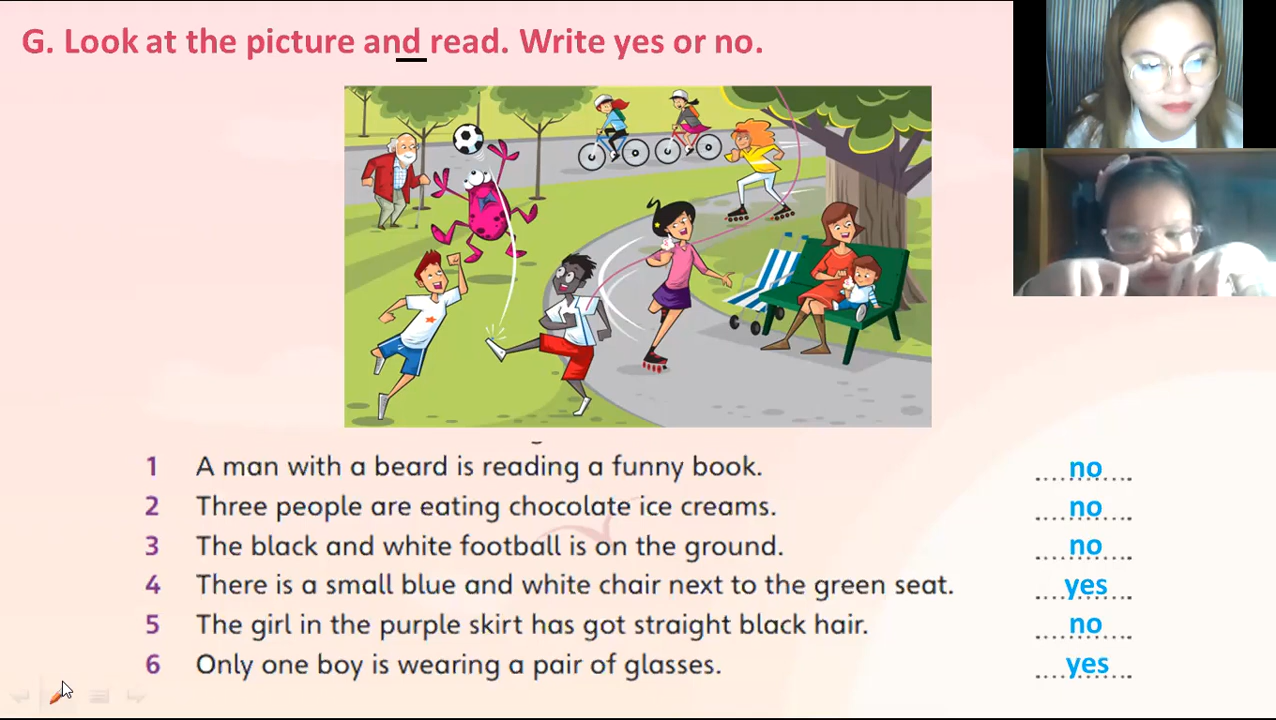 G. Look at the picture and read. Write yes or no.
1 A man with a beard is reading a funny book. no
2 Three people are eating chocolate ice creams. no
3 The black and white football is on the ground. no
4 There is a small blue and white chair next to the green seat. yes
5 The girl in the purple skirt has got straight black hair. no
6 Only one boy is wearing a pair of glasses. yes